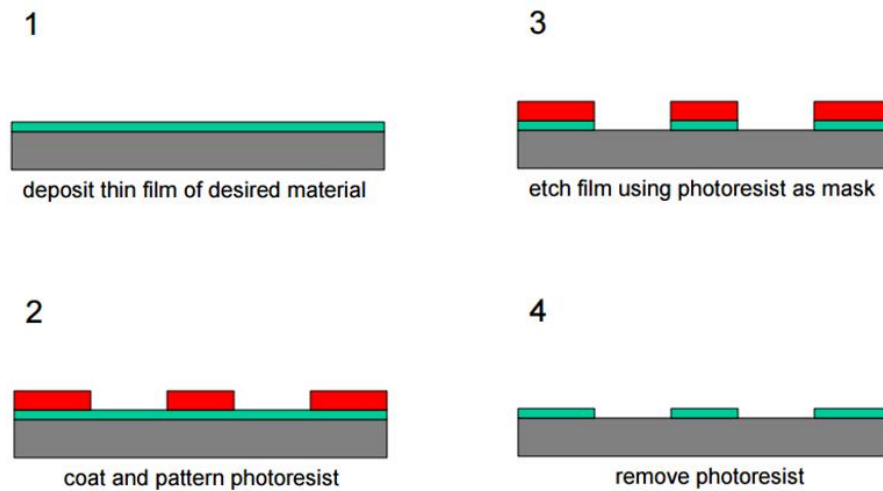 1
deposit thin film of desired material
2
coat and pattern photoresist
3
etch film using photoresist as mask
4
remove photoresist